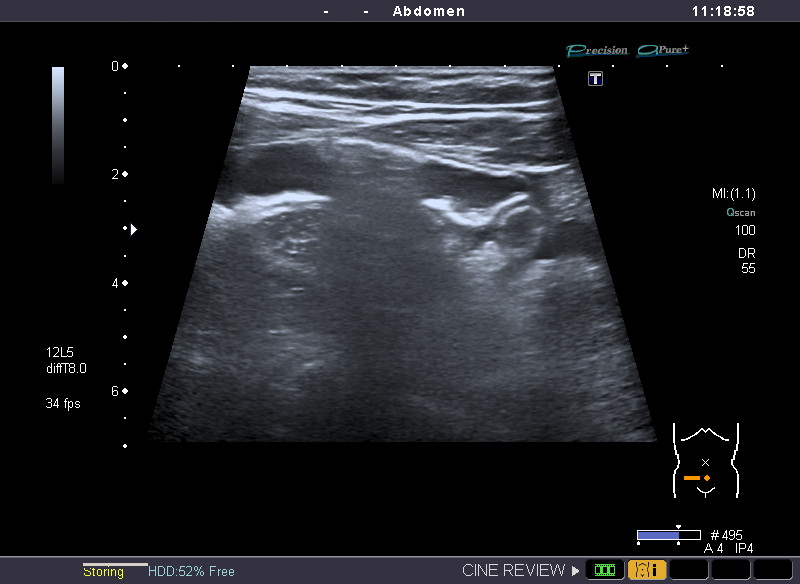 - - Abdomen 11:18:58
Precision APure+
T
0
2
4
6
MI:(1.1)
Qscan
100
DR
55
12L5
diffT8.0
34 fps
# 495
A 4 IP4
Storing HDD:52% Free
CINE REVIEW
i